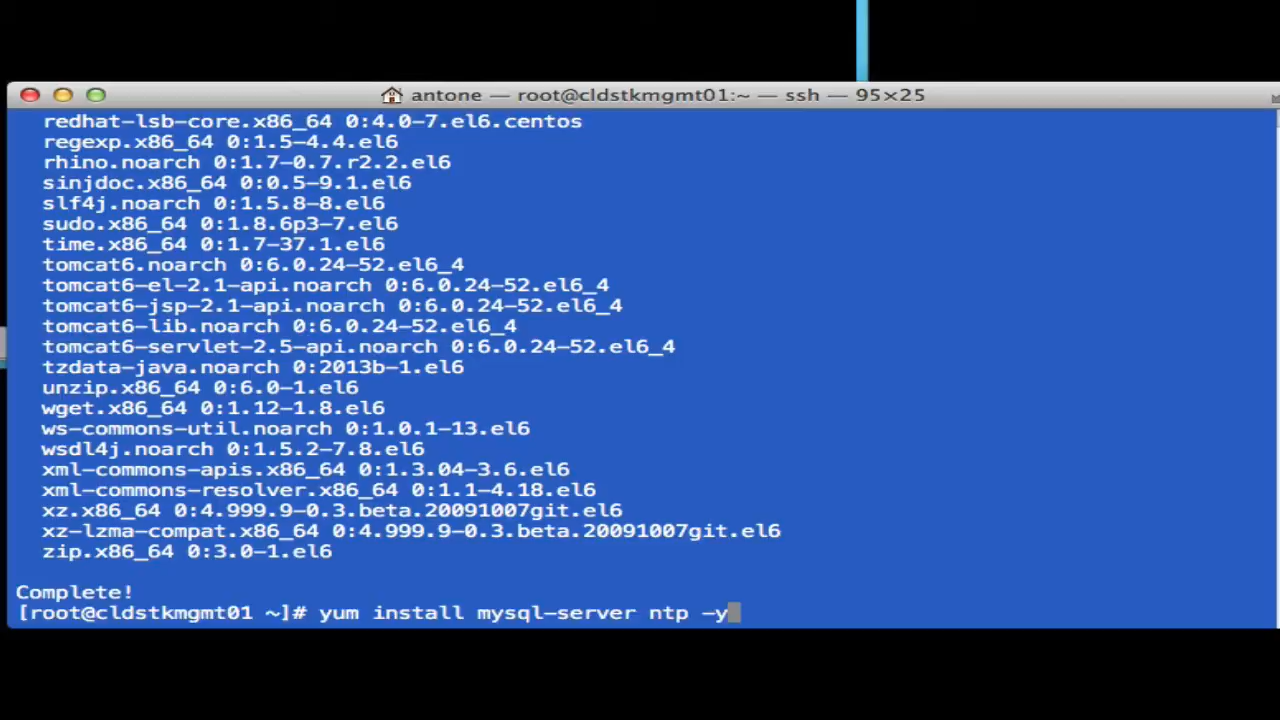 antone — root@cldstkmgmt01:~ — ssh — 95×25
redhat-lsb-core.x86_64 0:4.0-7.el6.centos
regexp.x86_64 0:1.5-4.4.el6
rhino.noarch 0:1.7-0.7.r2.2.el6
sinjdoc.x86_64 0:0.5-9.1.el6
slf4j.noarch 0:1.5.8-8.el6
sudo.x86_64 0:1.8.6p3-7.el6
time.x86_64 0:1.7-37.1.el6
tomcat6.noarch 0:6.0.24-52.el6_4
tomcat6-el-2.1-api.noarch 0:6.0.24-52.el6_4
tomcat6-jsp-2.1-api.noarch 0:6.0.24-52.el6_4
tomcat6-lib.noarch 0:6.0.24-52.el6_4
tomcat6-servlet-2.5-api.noarch 0:6.0.24-52.el6_4
tzdata-java.noarch 0:2013b-1.el6
unzip.x86_64 0:6.0-1.el6
wget.x86_64 0:1.12-1.8.el6
ws-commons-util.noarch 0:1.0.1-13.el6
wsdl4j.noarch 0:1.5.2-7.8.el6
xml-commons-apis.x86_64 0:1.3.04-3.6.el6
xml-commons-resolver.x86_64 0:1.1-4.18.el6
xz.x86_64 0:4.999.9-0.3.beta.20091007git.el6
xz-lzma-compat.x86_64 0:4.999.9-0.3.beta.20091007git.el6
zip.x86_64 0:3.0-1.el6
Complete!
[root@cldstkmgmt01 ~]# yum install mysql-server ntp -y